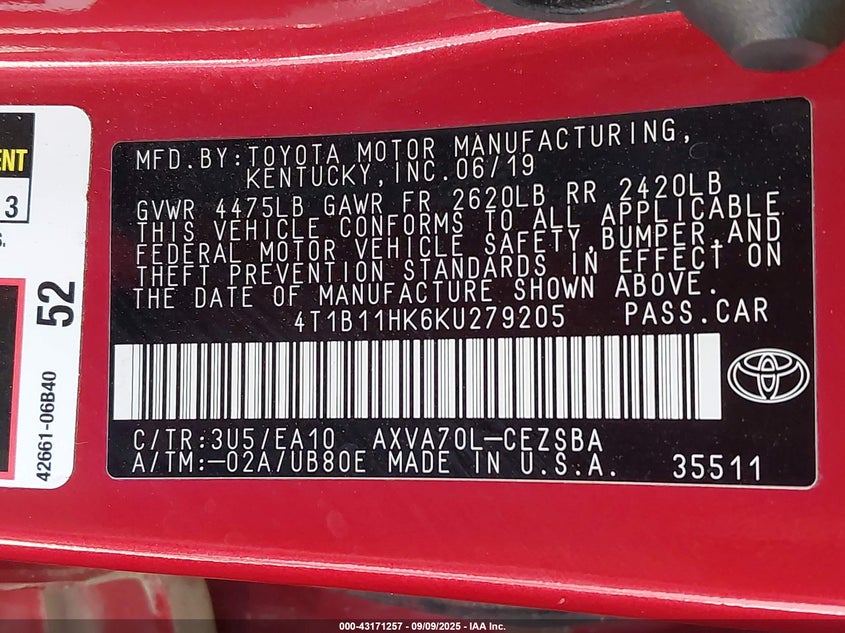 ENT
3
S.
52
42661-06B40
MFD.BY:TOYOTA MOTOR MANUFACTURING,
KENTUCKY,INC.06/19
GVWR 4475LB GAWR FR 2620LB RR 2420LB
THIS VEHICLE CONFORMS TO ALL APPLICABLE
FEDERAL MOTOR VEHICLE SAFETY,BUMPER,AND
THEFT PREVENTION STANDARDS IN EFFECT ON
THE DATE OF MANUFACTURE SHOWN ABOVE.
4T1B11HK6KU279205 PASS.CAR
C/TR:3U5/EA10 AXVA70L-CEZSBA
A/TM:-02A/UB80E MADE IN U.S.A. 35511
000-43171257 - 09/09/2025 - IAA Inc.